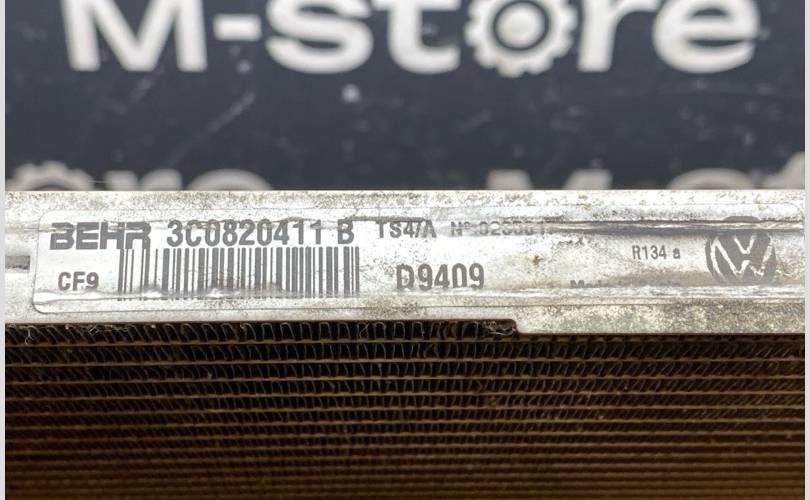 M-Store
BEHR 3C0820411 B TS4/A
CF9 D9409 R134 a